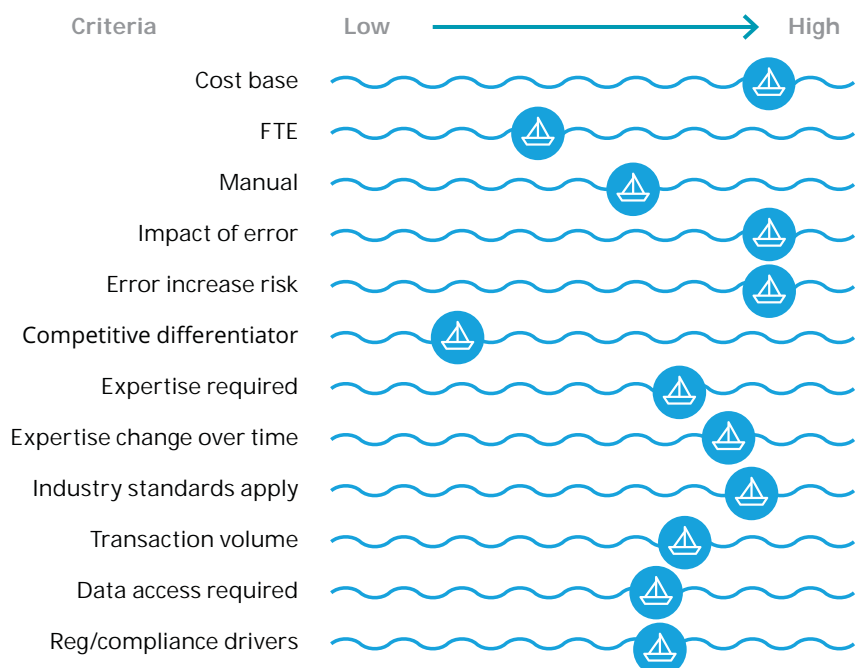 Criteria Low High
Cost base
FTE
Manual
Impact of error
Error increase risk
Competitive differentiator
Expertise required
Expertise change over time
Industry standards apply
Transaction volume
Data access required
Reg/compliance drivers